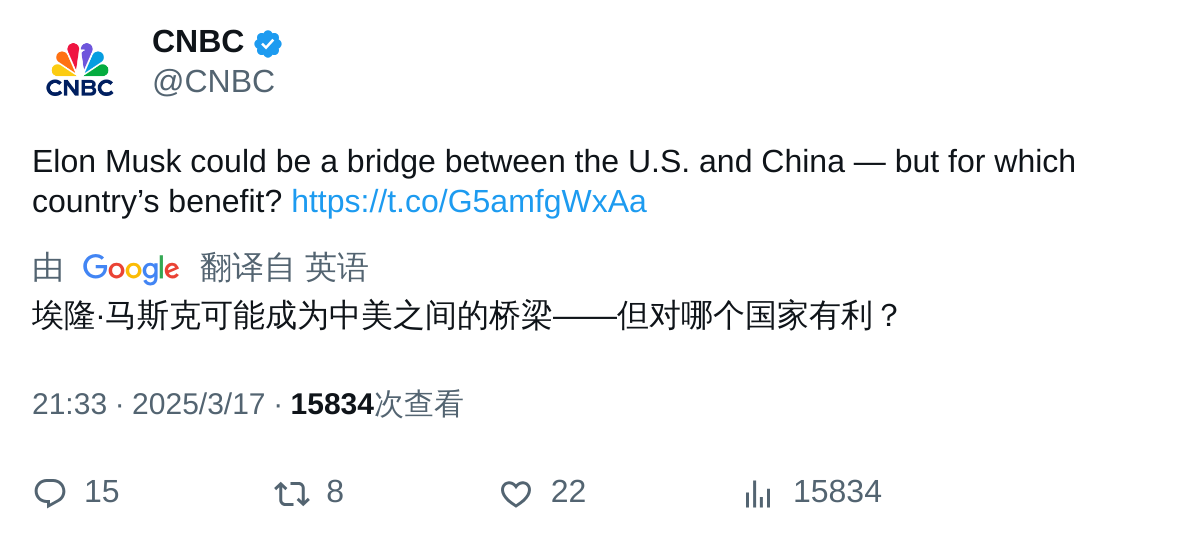 CNBC
@CNBC
CNBC
Elon Musk could be a bridge between the U.S. and China — but for which
country’s benefit? https://t.co/G5amfgWxAa
由 Google 翻译自 英语
埃隆·马斯克可能成为中美之间的桥梁——但对哪个国家有利？
21:33 · 2025/3/17 · 15834次查看
15 8 22 15834